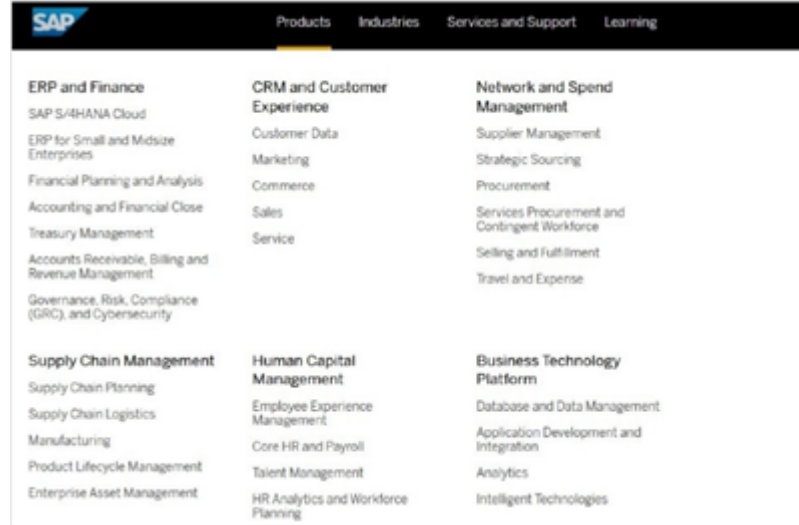 SAP
Products Industries Services and Support Learning
ERP and Finance
SAP S/4HANA Cloud
ERP for Small and Midsize
Enterprises
Financial Planning and Analysis
Accounting and Financial Close
Treasury Management
Accounts Receivable, Billing and
Revenue Management
Governance, Risk, Compliance
(GRC), and Cybersecurity
CRM and Customer
Experience
Customer Data
Marketing
Commerce
Sales
Service
Network and Spend
Management
Supplier Management
Strategic Sourcing
Procurement
Services Procurement and
Contingent Workforce
Selling and Fulfillment
Travel and Expense
Supply Chain Management
Supply Chain Planning
Supply Chain Logistics
Manufacturing
Product Lifecycle Management
Enterprise Asset Management
Human Capital
Management
Employee Experience
Management
Core HR and Payroll
Talent Management
HR Analytics and Workforce
Planning
Business Technology
Platform
Database and Data Management
Application Development and
Integration
Analytics
Intelligent Technologies